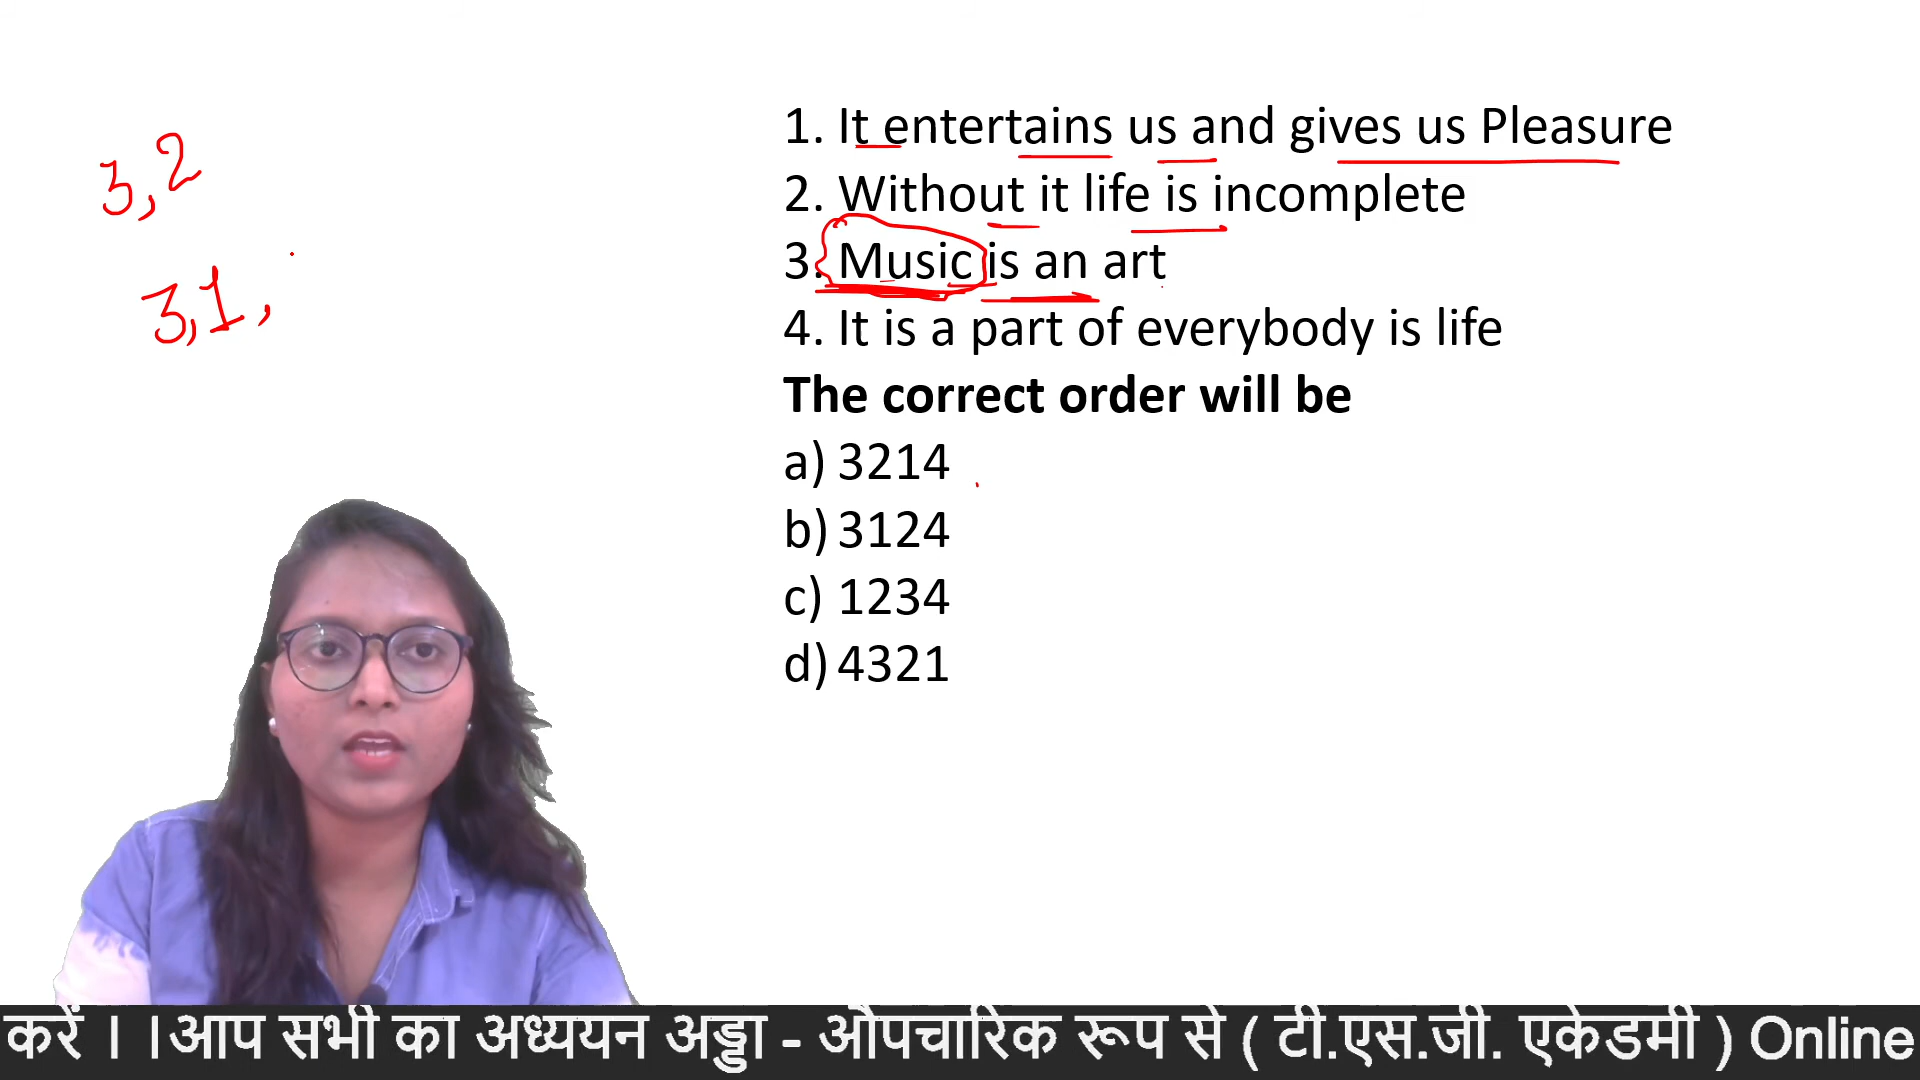 3,2
3,1,
1. It entertains us and gives us Pleasure
2. Without it life is incomplete
3. Music is an art
4. It is a part of everybody is life
The correct order will be
a) 3214
b) 3124
c) 1234
d) 4321
करें । ।आप सभी का अध्ययन अड्डा - औपचारिक रूप से ( टी.एस.जी. एकेडमी ) Online